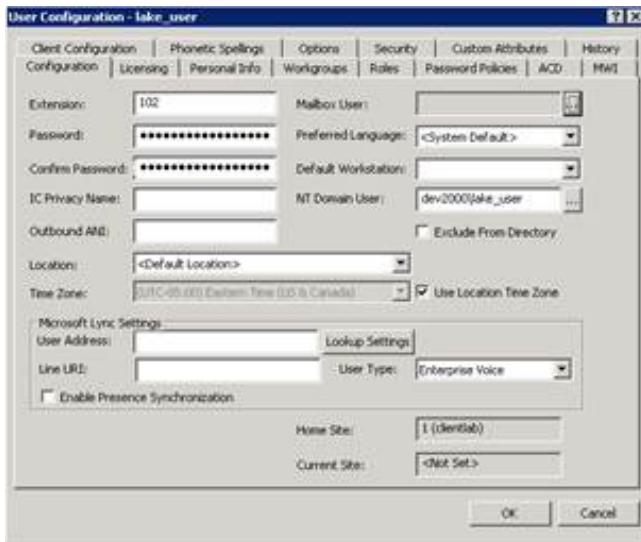 User Configuration - lake_user
Client Configuration Phonetic Spellings Options Security Custom Attributes History
Configuration Licensing Personal Info Workgroups Roles Password Policies ACD MWI
Extension: 102 Mailbox User: ...
Password: ••••••••••••••••• Preferred Language: <System Default>
Confirm Password: ••••••••••••••••• Default Workstation:
IC Privacy Name: NT Domain User: dev2000\lake_user ...
Outbound ANI: Exclude From Directory
Location: <Default Location>
Time Zone: (UTC-05:00) Eastern Time (US & Canada) Use Location Time Zone
Microsoft Lync Settings
User Address: Lookup Settings
Line URI: User Type: Enterprise Voice
Enable Presence Synchronization
Home Site: 1 (clientlab)
Current Site: <Not Set>
OK Cancel